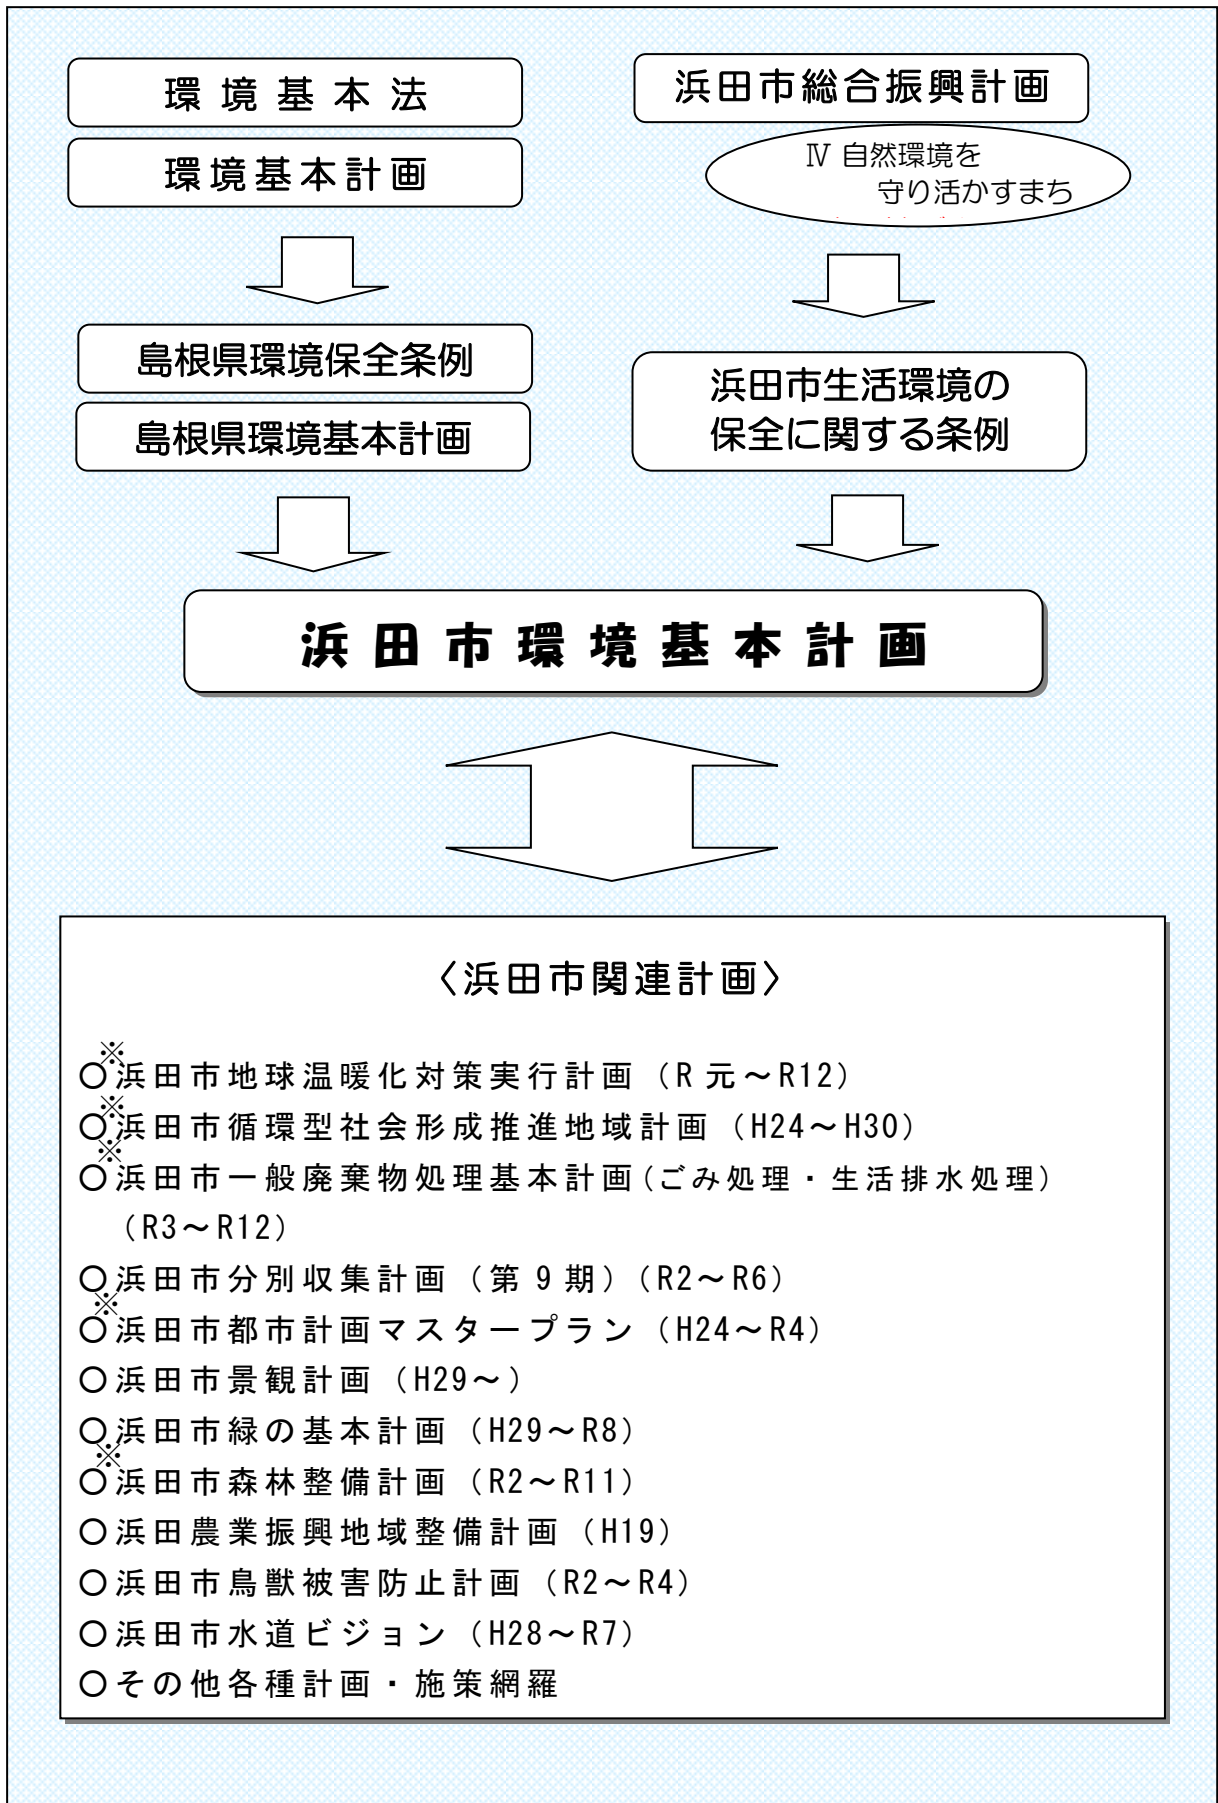 環境基本法
環境基本計画
浜田市総合振興計画
Ⅳ 自然環境を
守り活かすまち
島根県環境保全条例
島根県環境基本計画
浜田市生活環境の
保全に関する条例
浜田市環境基本計画
〈浜田市関連計画〉
※
○浜田市地球温暖化対策実行計画（R元～R12）
※
○浜田市循環型社会形成推進地域計画（H24～H30）
※
○浜田市一般廃棄物処理基本計画(ごみ処理・生活排水処理)
（R3～R12）
○浜田市分別収集計画（第9期）（R2～R6）
※
○浜田市都市計画マスタープラン（H24～R4）
○浜田市景観計画（H29～）
○浜田市緑の基本計画（H29～R8）
※
○浜田市森林整備計画（R2～R11）
○浜田農業振興地域整備計画（H19）
○浜田市鳥獣被害防止計画（R2～R4）
○浜田市水道ビジョン（H28～R7）
○その他各種計画・施策網羅